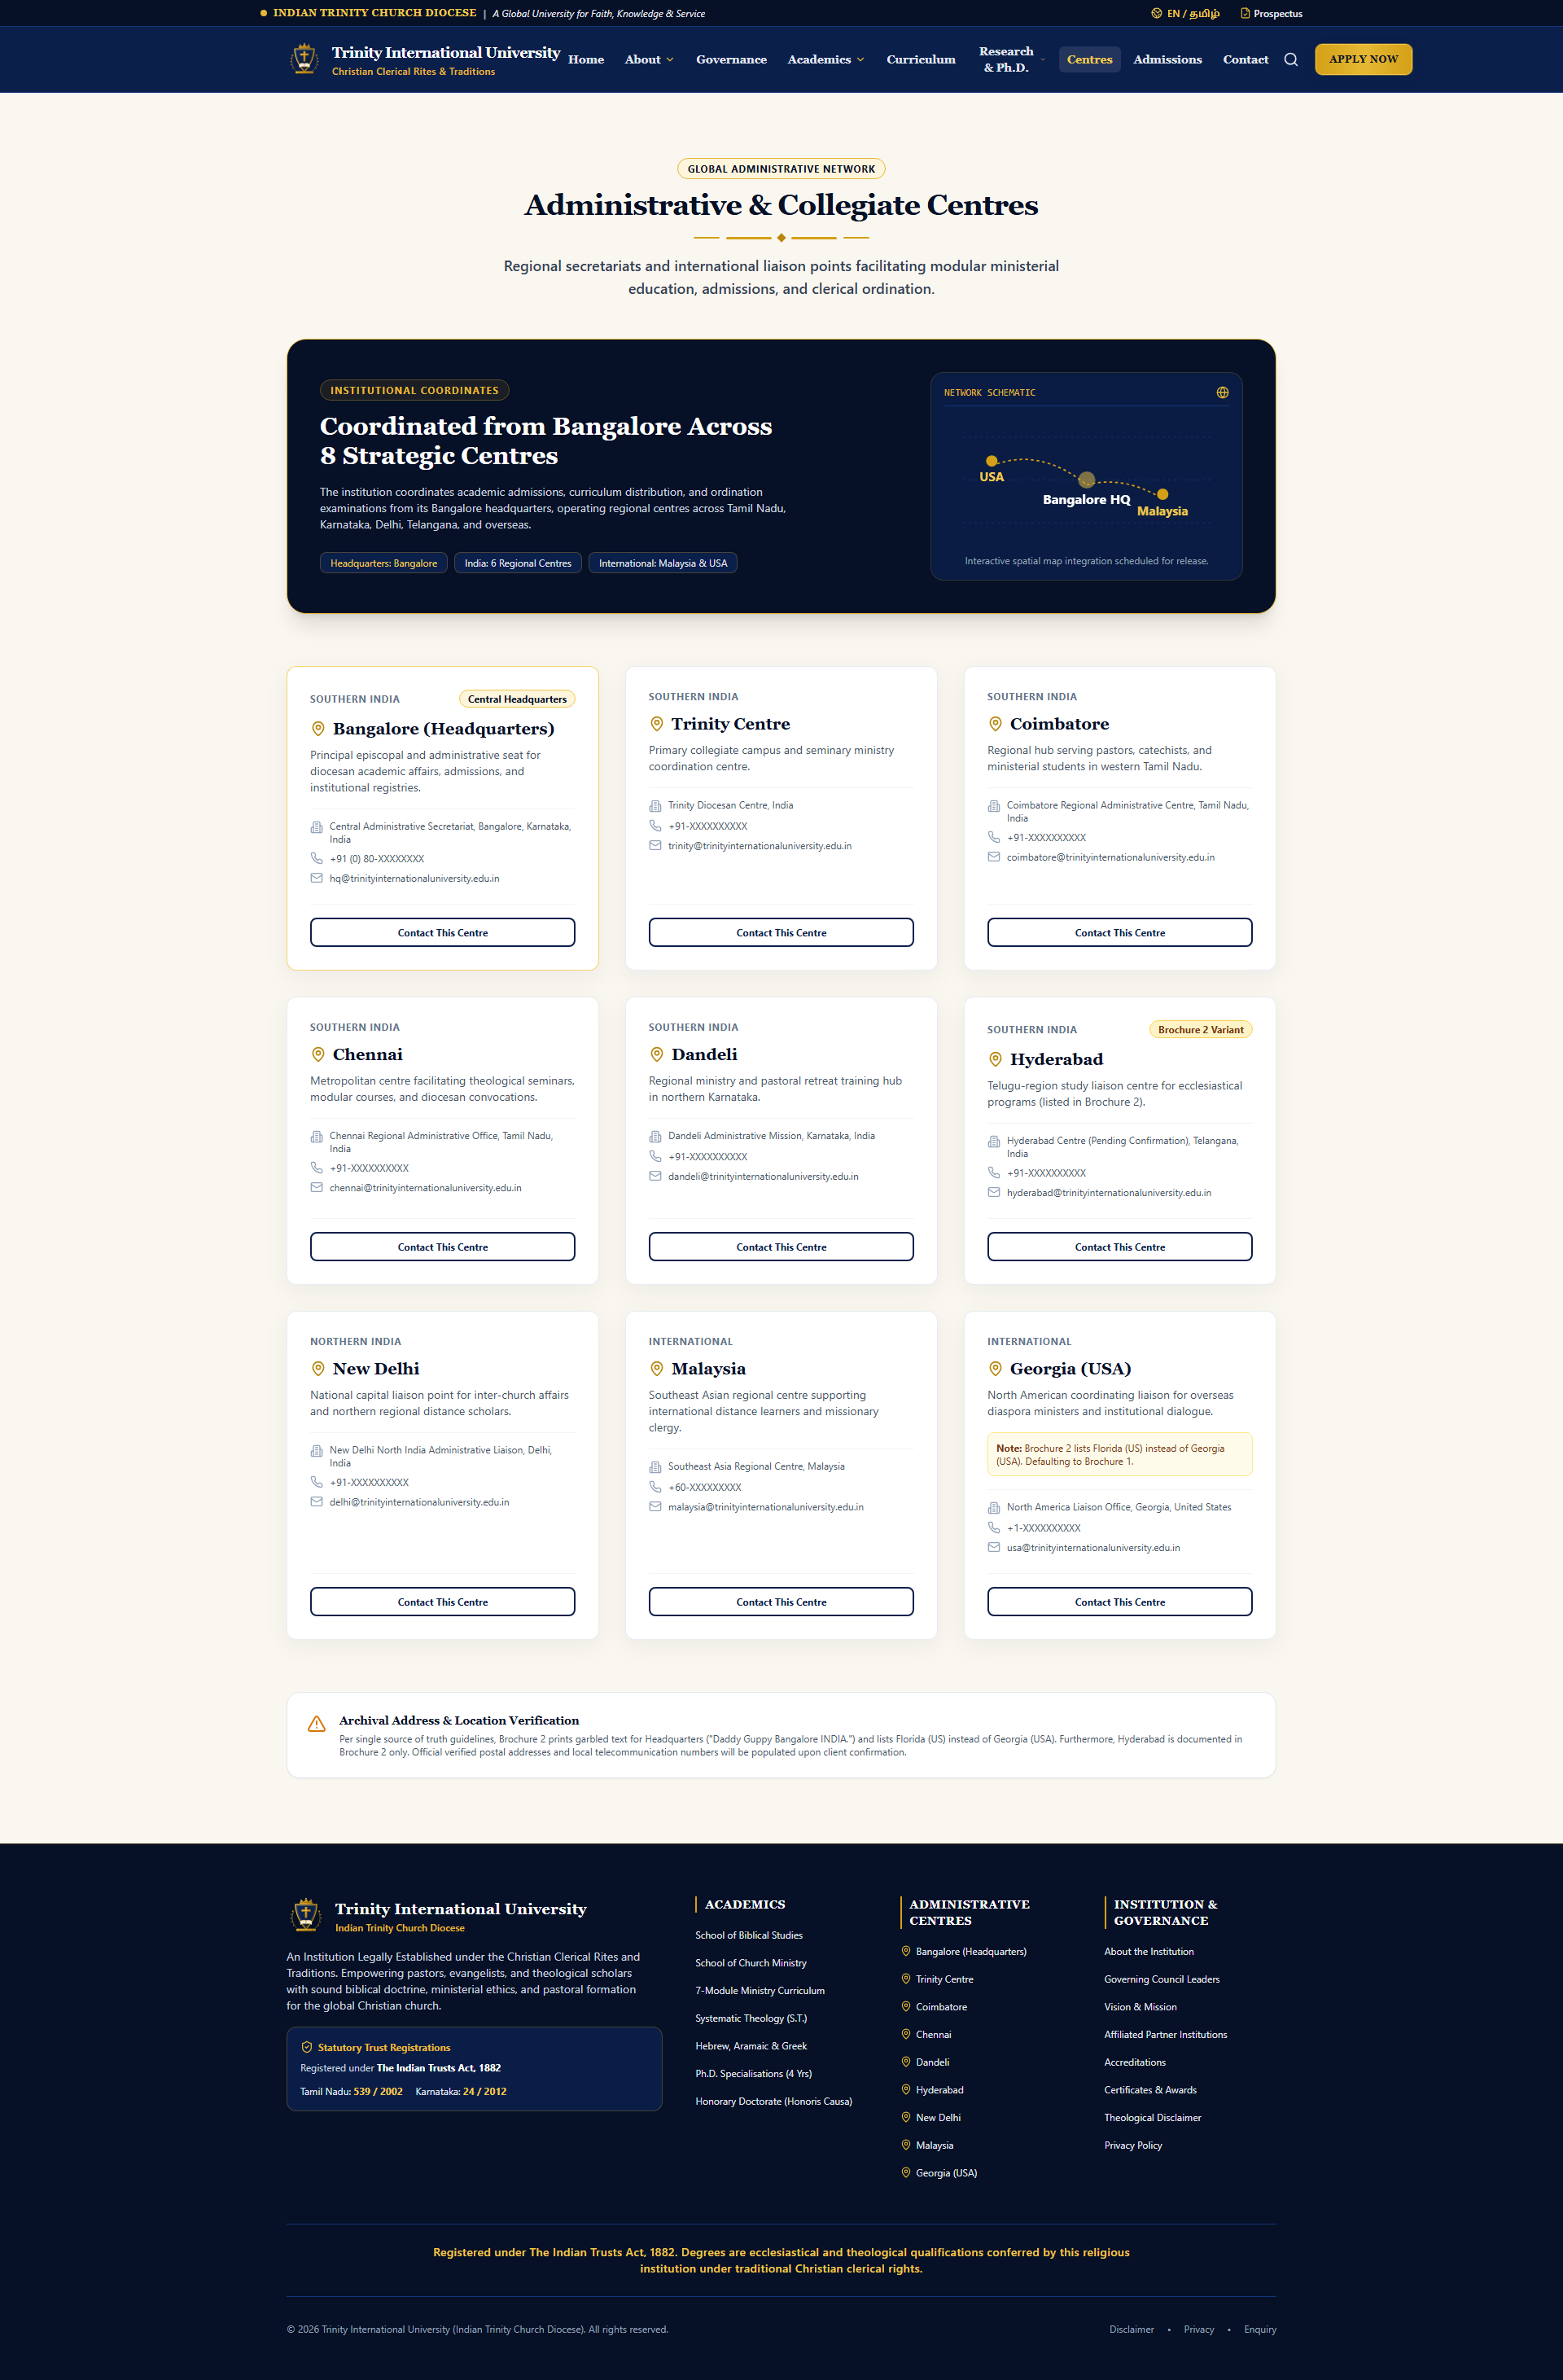 INDIAN TRINITY CHURCH DIOCESE | A Global University for Faith, Knowledge & Service
EN / தமிழ்
Prospectus
Trinity International University
Christian Clerical Rites & Traditions
Home
About
Governance
Academics
Curriculum
Research
& Ph.D.
Centres
Admissions
Contact
APPLY NOW
GLOBAL ADMINISTRATIVE NETWORK
Administrative & Collegiate Centres
Regional secretariats and international liaison points facilitating modular ministerial
education, admissions, and clerical ordination.
INSTITUTIONAL COORDINATES
Coordinated from Bangalore Across
8 Strategic Centres
The institution coordinates academic admissions, curriculum distribution, and ordination
examinations from its Bangalore headquarters, operating regional centres across Tamil Nadu,
Karnataka, Delhi, Telangana, and overseas.
Headquarters: Bangalore
India: 6 Regional Centres
International: Malaysia & USA
NETWORK SCHEMATIC
USA
Bangalore HQ
Malaysia
Interactive spatial map integration scheduled for release.
SOUTHERN INDIA
Central Headquarters
Bangalore (Headquarters)
Principal episcopal and administrative seat for
diocesan academic affairs, admissions, and
institutional registries.
Central Administrative Secretariat, Bangalore, Karnataka,
India
+91 (0) 80-XXXXXXXX
hq@trinityinternationaluniversity.edu.in
Contact This Centre
SOUTHERN INDIA
Trinity Centre
Primary collegiate campus and seminary ministry
coordination centre.
Trinity Diocesan Centre, India
+91-XXXXXXXXXX
trinity@trinityinternationaluniversity.edu.in
Contact This Centre
SOUTHERN INDIA
Coimbatore
Regional hub serving pastors, catechists, and
ministerial students in western Tamil Nadu.
Coimbatore Regional Administrative Centre, Tamil Nadu,
India
+91-XXXXXXXXXX
coimbatore@trinityinternationaluniversity.edu.in
Contact This Centre
SOUTHERN INDIA
Chennai
Metropolitan centre facilitating theological seminars,
modular courses, and diocesan convocations.
Chennai Regional Administrative Office, Tamil Nadu,
India
+91-XXXXXXXXXX
chennai@trinityinternationaluniversity.edu.in
Contact This Centre
SOUTHERN INDIA
Dandeli
Regional ministry and pastoral retreat training hub
in northern Karnataka.
Dandeli Administrative Mission, Karnataka, India
+91-XXXXXXXXXX
dandeli@trinityinternationaluniversity.edu.in
Contact This Centre
SOUTHERN INDIA
Brochure 2 Variant
Hyderabad
Telugu-region study liaison centre for ecclesiastical
programs (listed in Brochure 2).
Hyderabad Centre (Pending Confirmation), Telangana,
India
+91-XXXXXXXXXX
hyderabad@trinityinternationaluniversity.edu.in
Contact This Centre
NORTHERN INDIA
New Delhi
National capital liaison point for inter-church affairs
and northern regional distance scholars.
New Delhi North India Administrative Liaison, Delhi,
India
+91-XXXXXXXXXX
delhi@trinityinternationaluniversity.edu.in
Contact This Centre
INTERNATIONAL
Malaysia
Southeast Asian regional centre supporting
international distance learners and missionary
clergy.
Southeast Asia Regional Centre, Malaysia
+60-XXXXXXXXX
malaysia@trinityinternationaluniversity.edu.in
Contact This Centre
INTERNATIONAL
Georgia (USA)
North American coordinating liaison for overseas
diaspora ministers and institutional dialogue.
Note: Brochure 2 lists Florida (US) instead of Georgia
(USA). Defaulting to Brochure 1.
North America Liaison Office, Georgia, United States
+1-XXXXXXXXXX
usa@trinityinternationaluniversity.edu.in
Contact This Centre
Archival Address & Location Verification
Per single source of truth guidelines, Brochure 2 prints garbled text for Headquarters ("Daddy Guppy Bangalore INDIA.") and lists Florida (US) instead of Georgia (USA). Furthermore, Hyderabad is documented in
Brochure 2 only. Official verified postal addresses and local telecommunication numbers will be populated upon client confirmation.
Trinity International University
Indian Trinity Church Diocese
An Institution Legally Established under the Christian Clerical Rites and
Traditions. Empowering pastors, evangelists, and theological scholars
with sound biblical doctrine, ministerial ethics, and pastoral formation
for the global Christian church.
Statutory Trust Registrations
Registered under The Indian Trusts Act, 1882
Tamil Nadu: 539 / 2002 Karnataka: 24 / 2012
ACADEMICS
School of Biblical Studies
School of Church Ministry
7-Module Ministry Curriculum
Systematic Theology (S.T.)
Hebrew, Aramaic & Greek
Ph.D. Specialisations (4 Yrs)
Honorary Doctorate (Honoris Causa)
ADMINISTRATIVE
CENTRES
Bangalore (Headquarters)
Trinity Centre
Coimbatore
Chennai
Dandeli
Hyderabad
New Delhi
Malaysia
Georgia (USA)
INSTITUTION &
GOVERNANCE
About the Institution
Governing Council Leaders
Vision & Mission
Affiliated Partner Institutions
Accreditations
Certificates & Awards
Theological Disclaimer
Privacy Policy
Registered under The Indian Trusts Act, 1882. Degrees are ecclesiastical and theological qualifications conferred by this religious
institution under traditional Christian clerical rights.
© 2026 Trinity International University (Indian Trinity Church Diocese). All rights reserved.
Disclaimer • Privacy • Enquiry